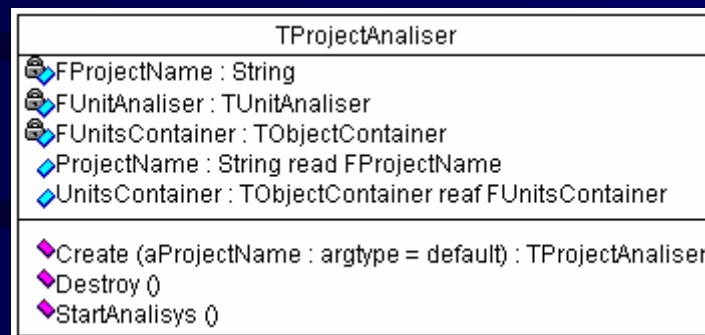 TProjectAnaliser
FProjectName : String
FUnitAnaliser : TUnitAnaliser
FUnitsContainer : TObjectContainer
ProjectName : String read FProjectName
UnitsContainer : TObjectContainer reaf FUnitsContainer
Create (aProjectName : argtype = default) : TProjectAnaliser
Destroy ()
StartAnalisys ()